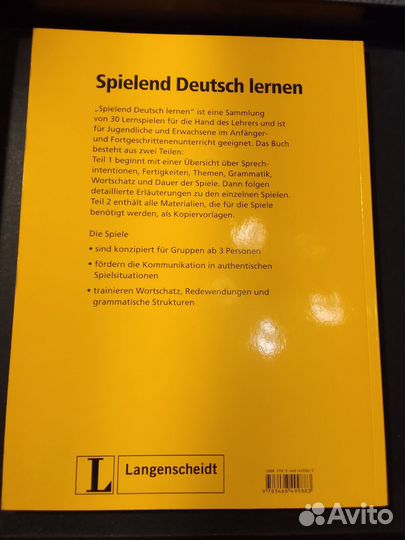 Spielend Deutsch lernen
„Spielend Deutsch lernen“ ist eine Sammlung
von 30 Lernspielen für die Hand des Lehrers und ist
für Jugendliche und Erwachsene im Anfänger-
und Fortgeschrittenenunterricht geeignet. Das Buch
besteht aus zwei Teilen:
Teil 1 beginnt mit einer Übersicht über Sprech-
intentionen, Fertigkeiten, Themen, Grammatik,
Wortschatz und Dauer der Spiele. Dann folgen
detaillierte Erläuterungen zu den einzelnen Spielen.
Teil 2 enthält alle Materialien, die für die Spiele
benötigt werden, als Kopiervorlagen.
Die Spiele
• sind konzipiert für Gruppen ab 3 Personen
• fördern die Kommunikation in authentischen
Spielsituationen
• trainieren Wortschatz, Redewendungen und
grammatische Strukturen
L Langenscheidt
ISBN
9 783468 499883
Avito